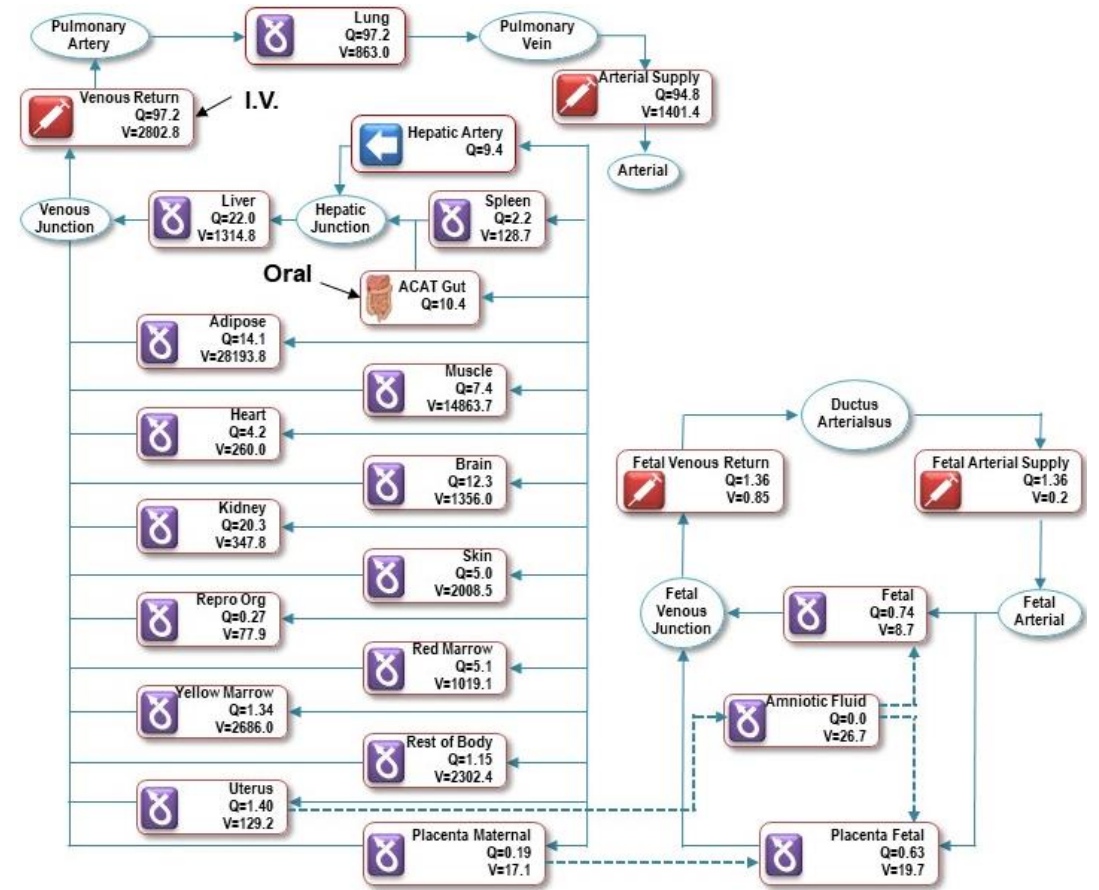 Pulmonary
Artery
Lung
Q=97.2
V=863.0
Pulmonary
Vein
Venous Return
Q=97.2
V=2802.8
I.V.
Arterial Supply
Q=94.8
V=1401.4
Hepatic Artery
Q=9.4
Arterial
Venous
Junction
Liver
Q=22.0
V=1314.8
Hepatic
Junction
Spleen
Q=2.2
V=128.7
Oral
ACAT Gut
Q=10.4
Adipose
Q=14.1
V=28193.8
Muscle
Q=7.4
V=14863.7
Heart
Q=4.2
V=260.0
Brain
Q=12.3
V=1356.0
Kidney
Q=20.3
V=347.8
Skin
Q=5.0
V=2008.5
Repro Org
Q=0.27
V=77.9
Red Marrow
Q=5.1
V=1019.1
Yellow Marrow
Q=1.34
V=2686.0
Rest of Body
Q=1.15
V=2302.4
Uterus
Q=1.40
V=129.2
Placenta Maternal
Q=0.19
V=17.1
Ductus
Arterialsus
Fetal Venous Return
Q=1.36
V=0.85
Fetal Arterial Supply
Q=1.36
V=0.2
Fetal
Venous
Junction
Fetal
Q=0.74
V=8.7
Fetal
Arterial
Amniotic Fluid
Q=0.0
V=26.7
Placenta Fetal
Q=0.63
V=19.7